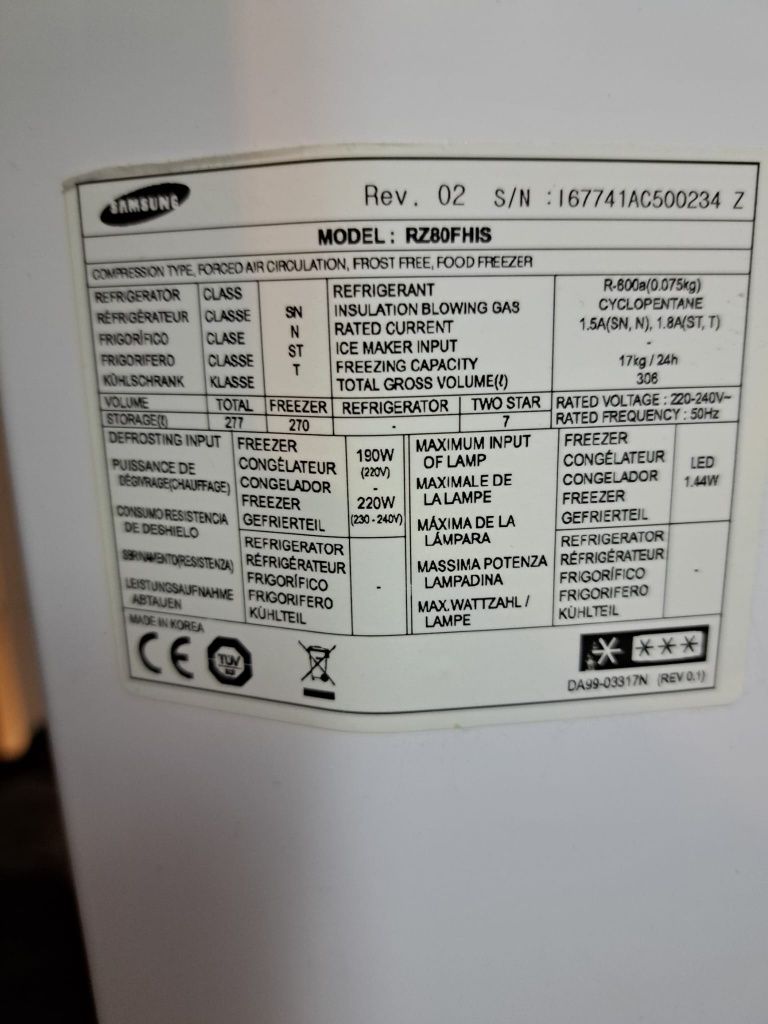 SAMSUNG
Rev. 02 S/N :I67741AC500234 Z
MODEL : RZ80FHIS
COMPRESSION TYPE, FORCED AIR CIRCULATION, FROST FREE, FOOD FREEZER
REFRIGERATOR CLASS
RÉFRIGÉRATEUR CLASSE
FRIGORÍFICO CLASE
FRIGORIFERO CLASSE
KÜHLSCHRANK KLASSE
SN
N
ST
T
REFRIGERANT R-600a(0.075kg)
INSULATION BLOWING GAS CYCLOPENTANE
RATED CURRENT 1.5A(SN, N), 1.8A(ST, T)
ICE MAKER INPUT -
FREEZING CAPACITY 17kg / 24h
TOTAL GROSS VOLUME(ℓ) 306
VOLUME TOTAL FREEZER REFRIGERATOR TWO STAR
STORAGE(ℓ) 277 270 - 7
RATED VOLTAGE : 220-240V~
RATED FREQUENCY : 50Hz
DEFROSTING INPUT
PUISSANCE DE
DÉGIVRAGE(CHAUFFAGE)
CONSUMO RESISTENCIA
DE DESHIELO
SBRINAMENTO(RESISTENZA)
LEISTUNGSAUFNAHME
ABTAUEN
FREEZER
CONGÉLATEUR
CONGELADOR
FREEZER
GEFRIERTEIL
190W
(220V)
-
220W
(230 - 240V)
REFRIGERATOR
RÉFRIGÉRATEUR
FRIGORÍFICO
FRIGORIFERO
KÜHLTEIL
-
MAXIMUM INPUT
OF LAMP
MAXIMALE DE
LA LAMPE
MÁXIMA DE LA
LÁMPARA
MASSIMA POTENZA
LAMPADINA
MAX.WATTZAHL /
LAMPE
FREEZER
CONGÉLATEUR
CONGELADOR
FREEZER
GEFRIERTEIL
LED
1.44W
REFRIGERATOR
RÉFRIGÉRATEUR
FRIGORÍFICO
FRIGORIFERO
KÜHLTEIL
-
MADE IN KOREA
CE TÜV
DA99-03317N (REV 0.1)